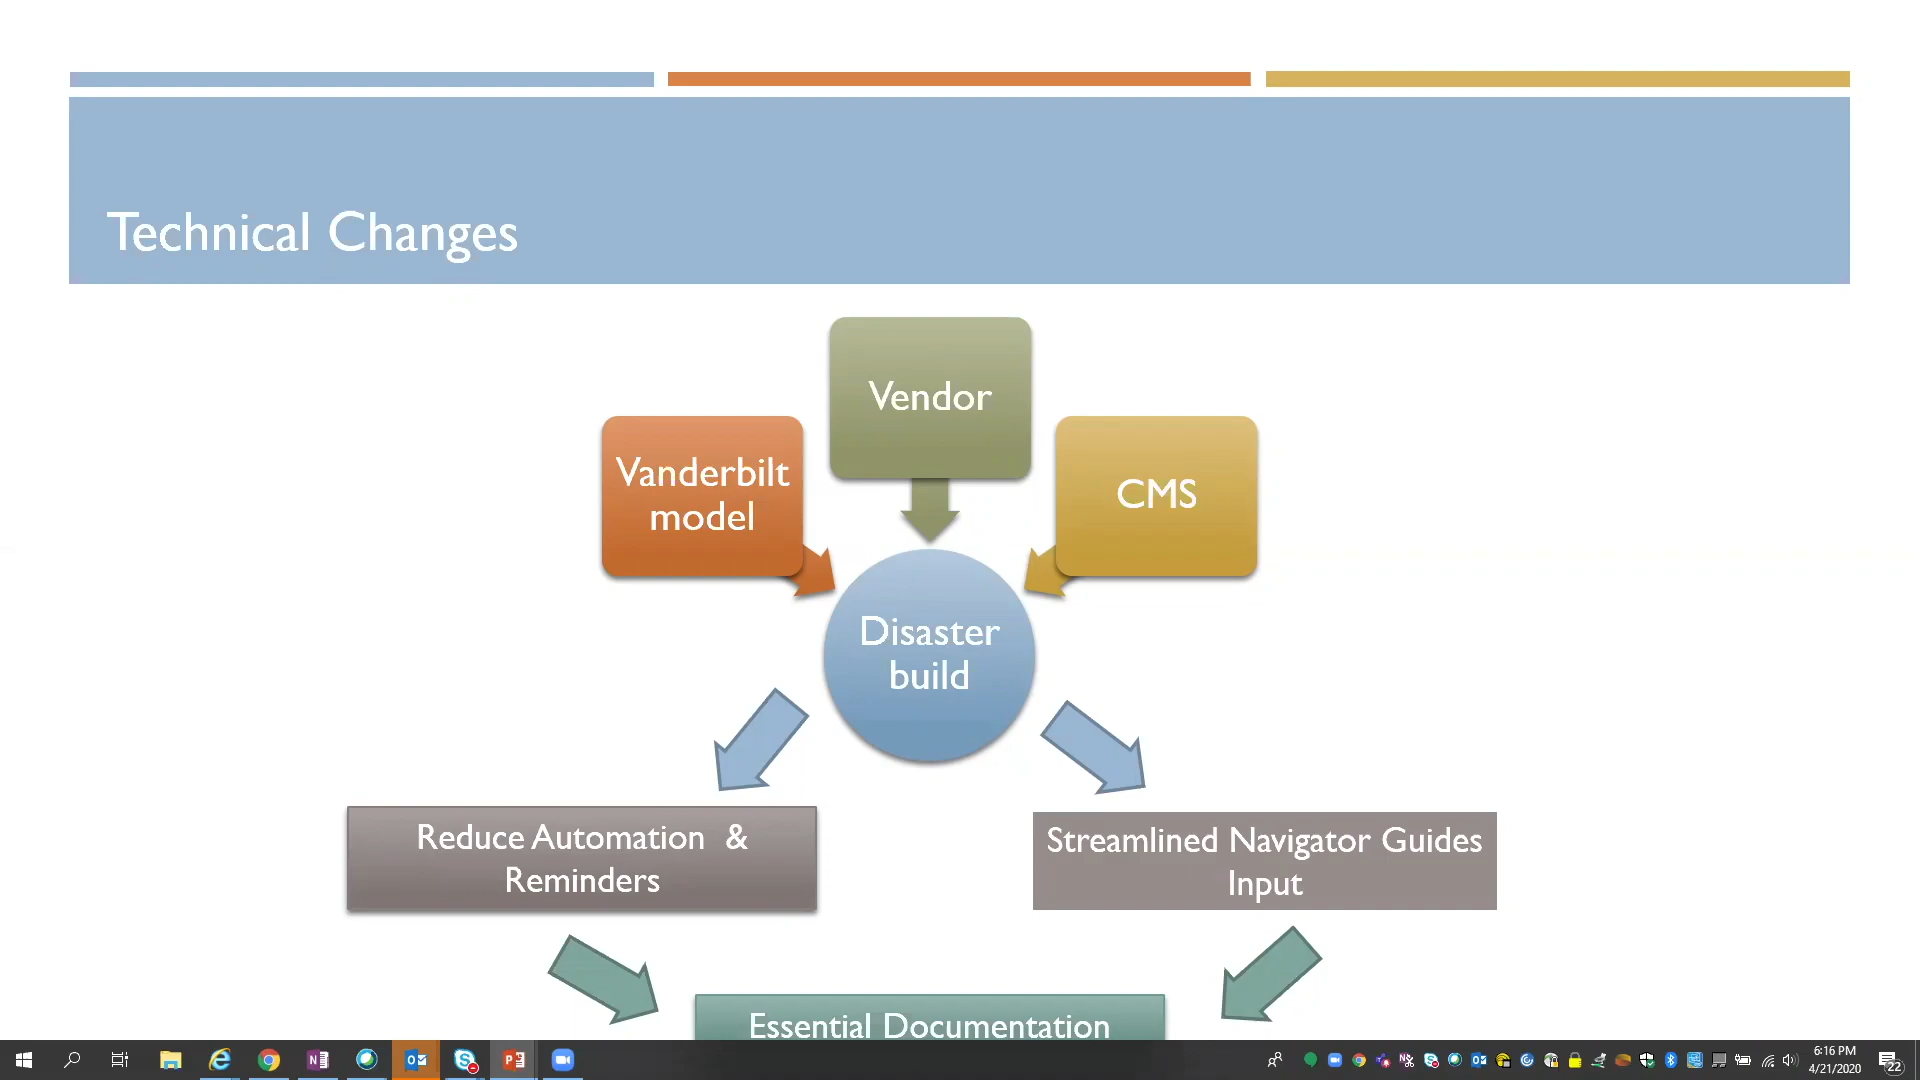 Technical Changes
Vendor
Vanderbilt
model
CMS
Disaster
build
Reduce Automation &
Reminders
Streamlined Navigator Guides
Input
Essential Documentation
6:16 PM
4/21/2020
22